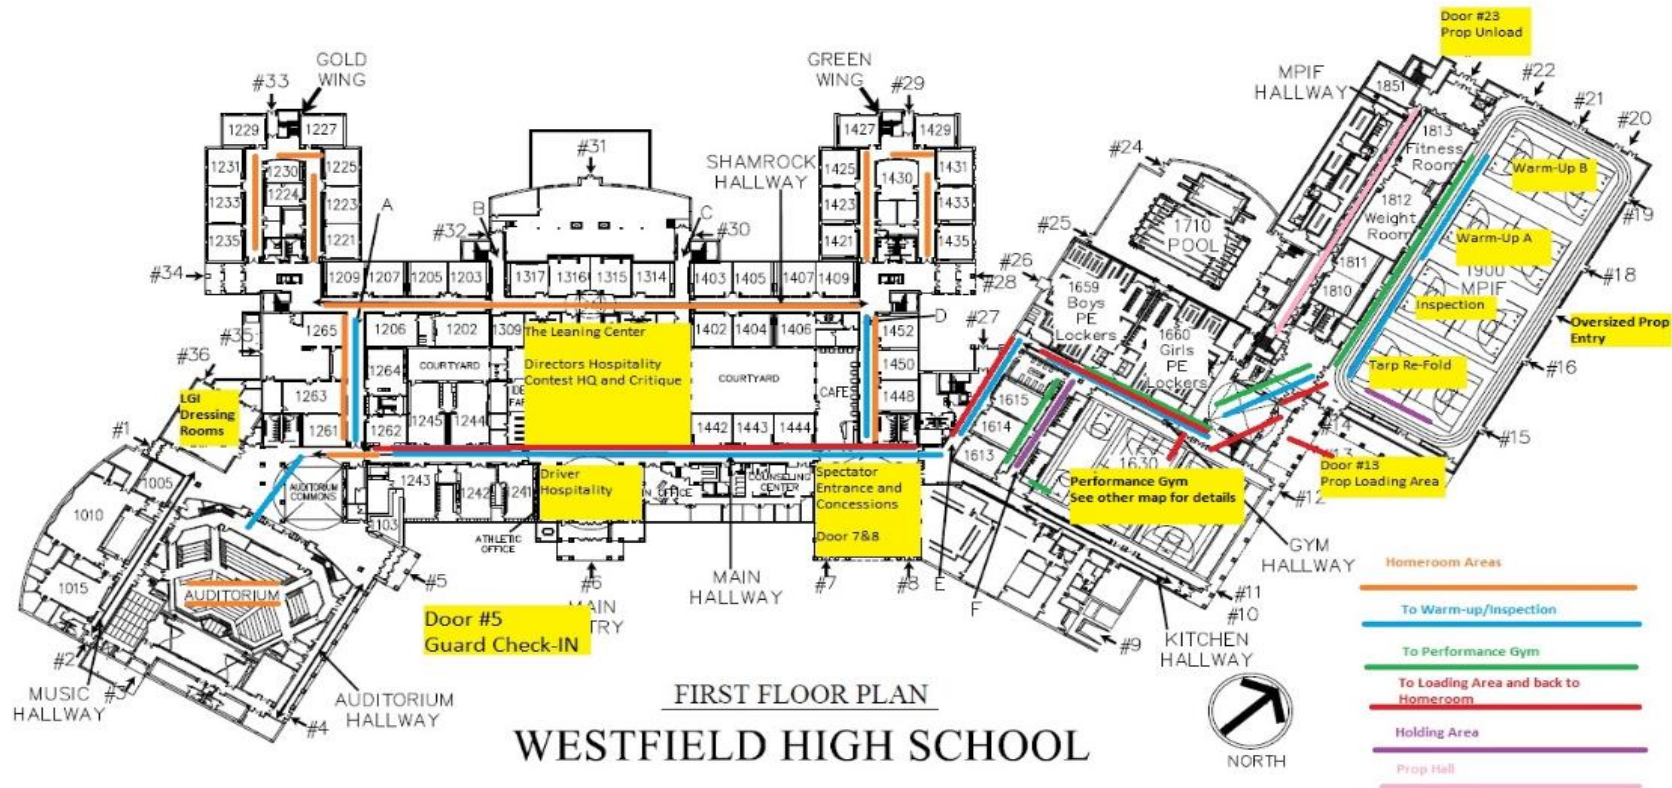 Door #23
Prop Unload
#22
#21
#20
#19
#18
#16
#15
MPIF
HALLWAY
1851
1813
Fitness
Room
1812
Weight
Room
1811
1810
Warm-Up B
Warm-Up A
1900
MPIF
Inspection
Tarp Re-Fold
Oversized Prop
Entry
#14
Door #13
Prop Loading Area
#12
GOLD
WING
#33
1229
1227
1231
1230
1225
1224
1233
1223
1235
1221
A
#34
1209
1207
1205
1203
#31
B
C
#32
#30
1317
1316
1315
1314
SHAMROCK
HALLWAY
GREEN
WING
#29
1427
1429
1425
1431
1430
1423
1433
1421
1435
1403
1405
1407
1409
#28
#24
#25
#26
#27
1710
POOL
1659
Boys
PE
Lockers
1660
Girls
PE
Lockers
#35
#36
1265
1206
1202
1309
1264
COURTYARD
1263
1245
1244
1261
1262
The Leaning Center
Directors Hospitality
Contest HQ and Critique
1402
1404
1406
COURTYARD
CAFE
D
1452
1450
1448
1442
1443
1444
1615
1614
1613
1630
Performance Gym
See other map for details
LGI
Dressing
Rooms
#1
1005
1010
1015
AUDITORIUM
COMMONS
1243
1242
1241
1103
ATHLETIC
OFFICE
Driver
Hospitality
OFFICE
COUNSELING
CENTER
Spectator
Entrance and
Concessions
Door 7&8
#5
#6
MAIN
HALLWAY
#7
#8
E
F
#9
GYM
HALLWAY
#11
#10
KITCHEN
HALLWAY
AUDITORIUM
Door #5
Guard Check-IN
#2
#3
#4
MUSIC
HALLWAY
AUDITORIUM
HALLWAY
FIRST FLOOR PLAN
WESTFIELD HIGH SCHOOL
NORTH
Homeroom Areas
To Warm-up/Inspection
To Performance Gym
To Loading Area and back to
Homeroom
Holding Area
Prop Hall